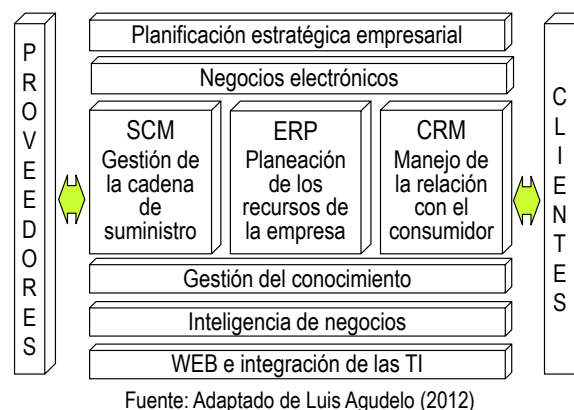 PROVEEDORES
Planificación estratégica empresarial
Negocios electrónicos
SCM
Gestión de
la cadena
de
suministro
ERP
Planeación
de los
recursos de
la empresa
CRM
Manejo de
la relación
con el
consumidor
Gestión del conocimiento
Inteligencia de negocios
WEB e integración de las TI
CLIENTES
Fuente: Adaptado de Luis Agudelo (2012)